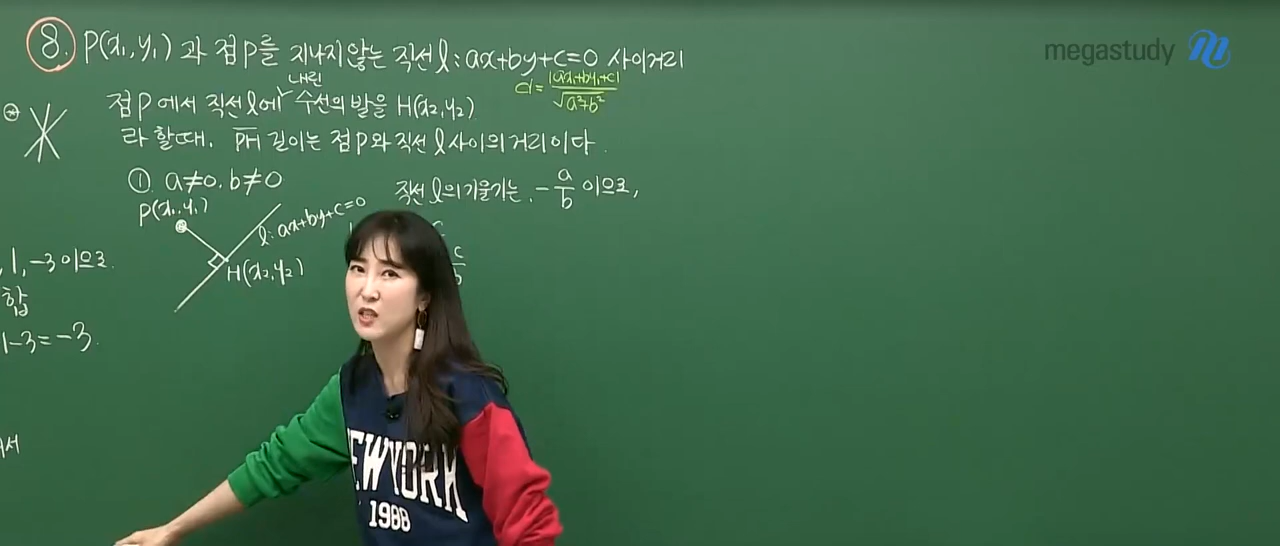 8. P(x₁, y₁) 과 점P를 지나지않는 직선 l : ax+by+c=0 사이거리
d = |ax₁+by₁+c| / √(a²+b²)
점P에서 직선 l에 내린 수선의 발을 H(x₂, y₂)
라 할때, PH 길이는 점P와 직선 l 사이의 거리이다.
① a≠0, b≠0
P(x₁, y₁)
l : ax+by+c=0
H(x₂, y₂)
직선 l의 기울기는, -a/b 이므로,
1, -3이므로
합
1-3=-3
megastudy
NEW YORK
1988